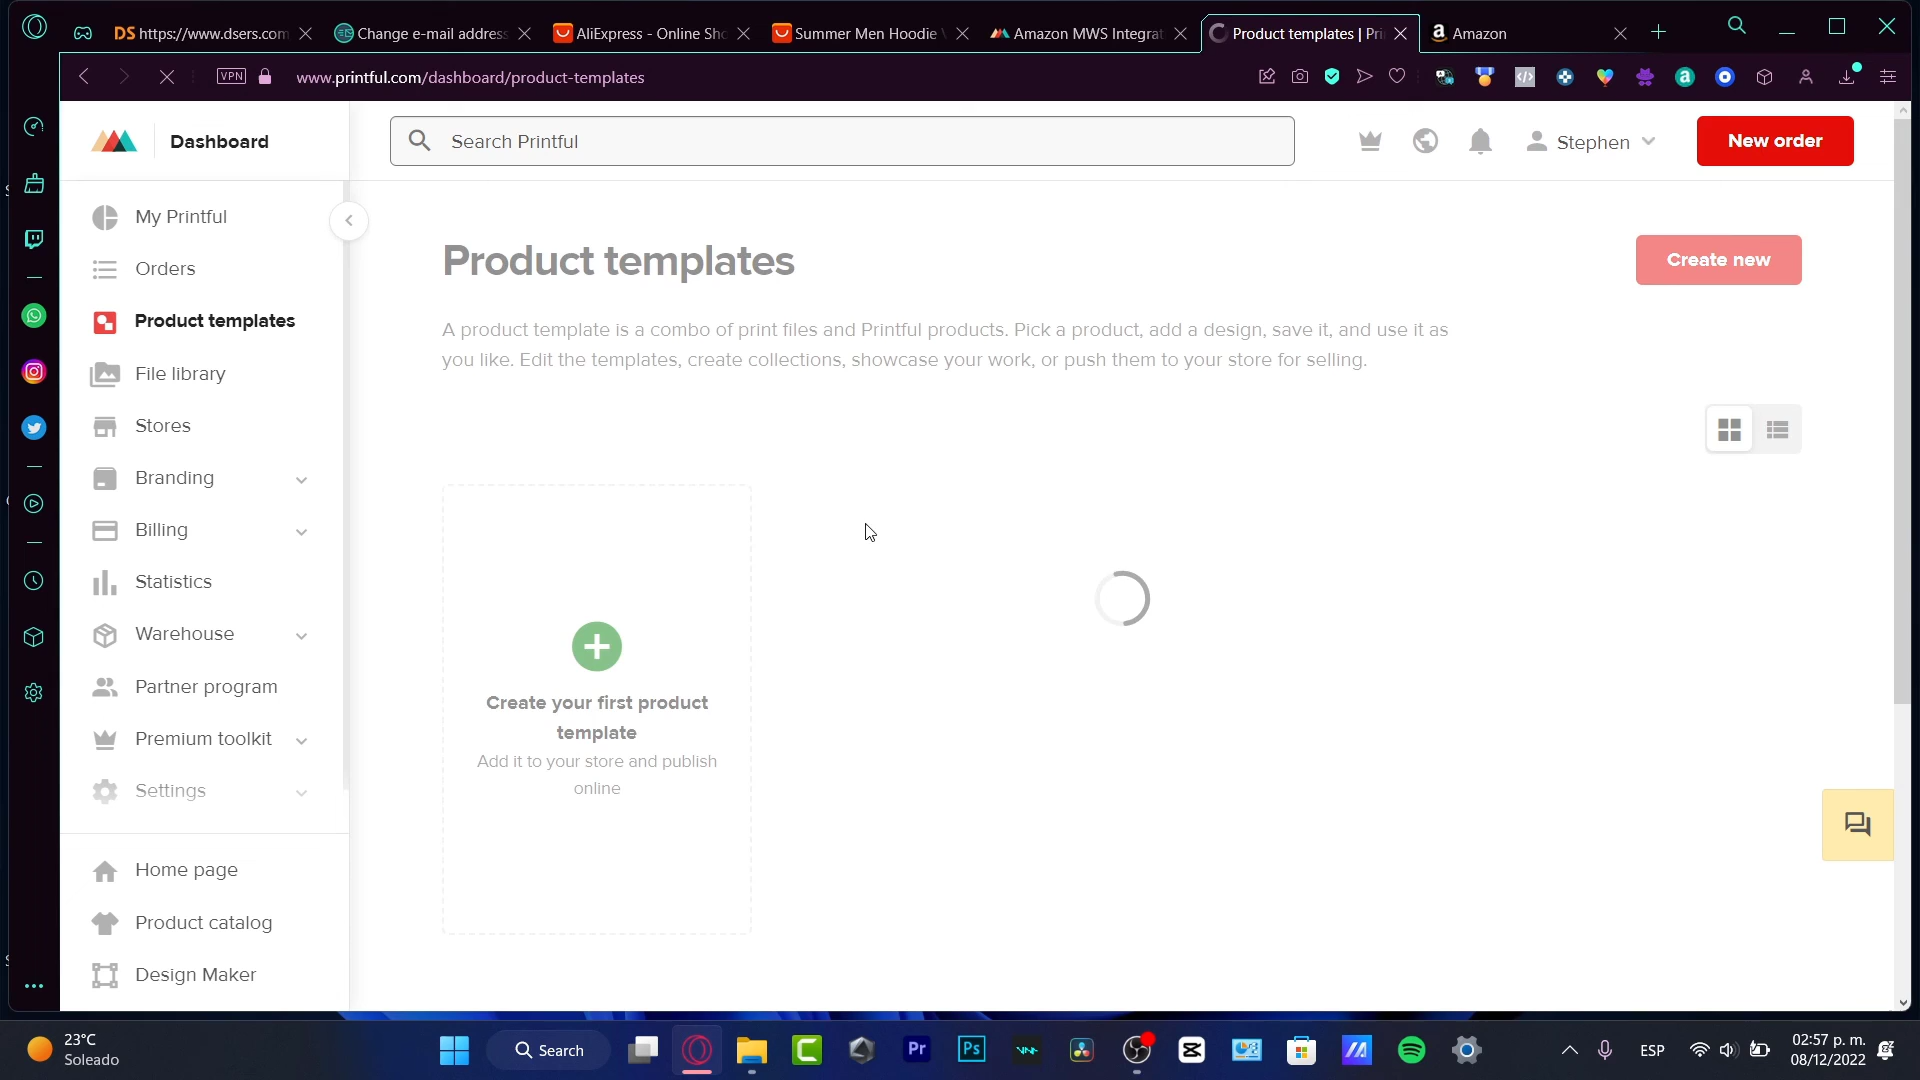 DS https://www.dsers.com
Change e-mail address
AliExpress - Online Sho
Summer Men Hoodie
Amazon MWS Integrat
Product templates | Pri
Amazon
VPN
www.printful.com/dashboard/product-templates
Dashboard
Search Printful
Stephen
New order
My Printful
Orders
Product templates
File library
Stores
Branding
Billing
Statistics
Warehouse
Partner program
Premium toolkit
Settings
Home page
Product catalog
Design Maker
Product templates
Create new
A product template is a combo of print files and Printful products. Pick a product, add a design, save it, and use it as
you like. Edit the templates, create collections, showcase your work, or push them to your store for selling.
Create your first product
template
Add it to your store and publish
online
23°C
Soleado
Search
Pr
Ps
ESP
02:57 p. m.
08/12/2022